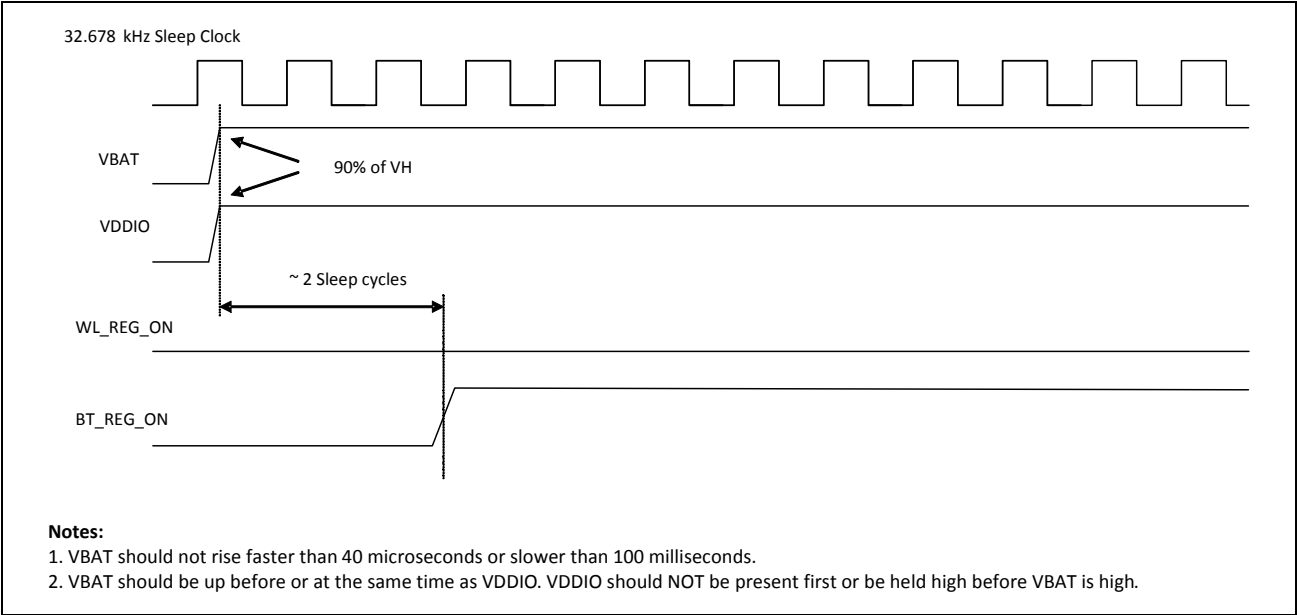 32.678 kHz Sleep Clock
VBAT
90% of VH
VDDIO
~ 2 Sleep cycles
WL_REG_ON
BT_REG_ON
Notes:
1. VBAT should not rise faster than 40 microseconds or slower than 100 milliseconds.
2. VBAT should be up before or at the same time as VDDIO. VDDIO should NOT be present first or be held high before VBAT is high.